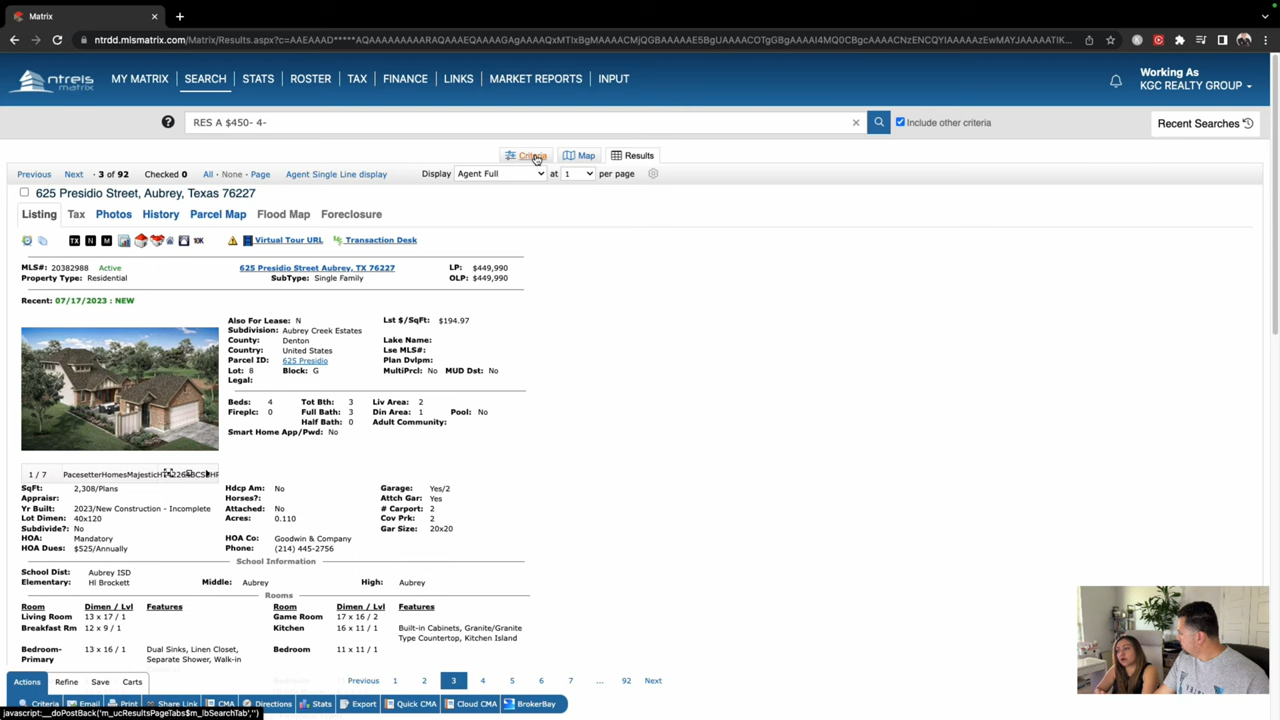 Matrix
ntrdd.mlsmatrix.com/Matrix/Results.aspx?c=
ntreis
matrix
MY MATRIX SEARCH STATS ROSTER TAX FINANCE LINKS MARKET REPORTS INPUT
Working As
KGC REALTY GROUP
RES A $450- 4-
Include other criteria
Recent Searches
Criteria Map Results
Previous Next · 3 of 92 Checked 0 All · None · Page Agent Single Line display Display Agent Full at 1 per page
625 Presidio Street, Aubrey, Texas 76227
Listing Tax Photos History Parcel Map Flood Map Foreclosure
TX N M 10K Virtual Tour URL Transaction Desk
MLS#: 20382988 Active 625 Presidio Street Aubrey, TX 76227 LP: $449,990
Property Type: Residential SubType: Single Family OLP: $449,990
Recent: 07/17/2023 : NEW
Also For Lease: N Lst $/SqFt: $194.97
Subdivision: Aubrey Creek Estates
County: Denton Lake Name:
Country: United States Lse MLS#:
Parcel ID: 625 Presidio Plan Dvlpm:
Lot: 8 Block: G MultiPrcl: No MUD Dst: No
Legal:
Beds: 4 Tot Bth: 3 Liv Area: 2
Fireplc: 0 Full Bath: 3 Din Area: 1 Pool: No
Half Bath: 0 Adult Community:
Smart Home App/Pwd: No
1 / 7
SqFt: 2,308/Plans Hdcp Am: No Garage: Yes/2
Appraisr: Horses?: Attch Gar: Yes
Yr Built: 2023/New Construction - Incomplete Attached: No # Carport: 2
Lot Dimen: 40x120 Acres: 0.110 Cov Prk: 2
Subdivide?: No Gar Size: 20x20
HOA: Mandatory HOA Co: Goodwin & Company
HOA Dues: $525/Annually Phone: (214) 445-2756
School Information
School Dist: Aubrey ISD
Elementary: HI Brockett Middle: Aubrey High: Aubrey
Rooms
Room Dimen / Lvl Features Room Dimen / Lvl Features
Living Room 13 x 17 / 1 Game Room 17 x 16 / 2
Breakfast Rm 12 x 9 / 1 Kitchen 16 x 11 / 1 Built-in Cabinets, Granite/Granite
Type Countertop, Kitchen Island
Bedroom- 13 x 16 / 1 Dual Sinks, Linen Closet, Bedroom 11 x 11 / 1
Primary Separate Shower, Walk-in
Actions Refine Save Carts Previous 1 2 3 4 5 6 7 ... 92 Next
Criteria Email Print Share Link CMA Directions Stats Export Quick CMA Cloud CMA BrokerBay
javascript:__doPostBack('m_ucResultsPageTabs$m_lbSearchTab','')